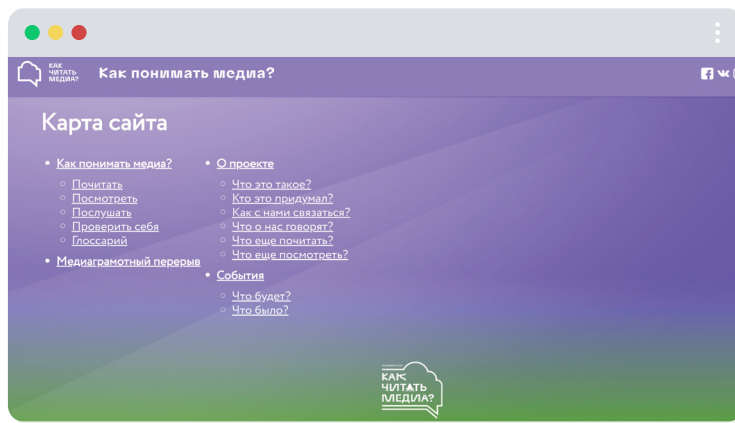 КАК
ЧИТАТЬ
МЕДИА?
Как понимать медиа?
Карта сайта
Как понимать медиа?
Почитать
Посмотреть
Послушать
Проверить себя
Глоссарий
Медиаграмотный перерыв
О проекте
Что это такое?
Кто это придумал?
Как с нами связаться?
Что о нас говорят?
Что еще почитать?
Что еще посмотреть?
События
Что будет?
Что было?
КАК
ЧИТАТЬ
МЕДИА?